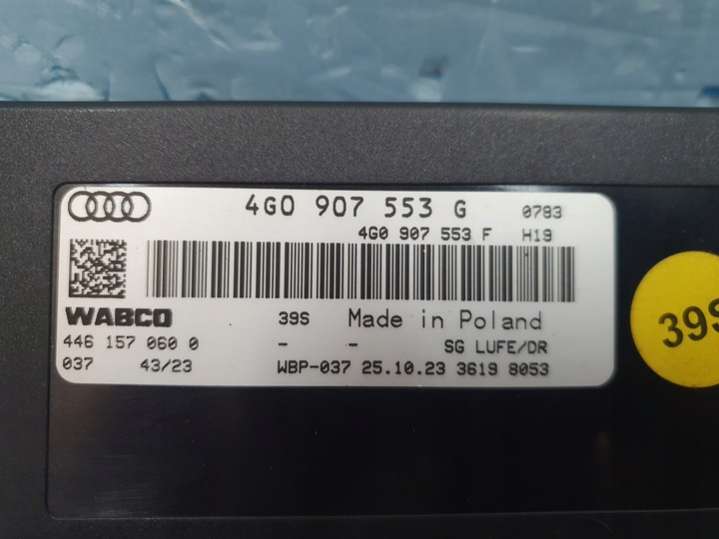 4G0 907 553 G 0783
4G0 907 553 F H19
WABCO 39S Made in Poland
446 157 060 0 - - SG LUFE/DR
037 43/23 WBP-037 25.10.23 3619 8053
39S